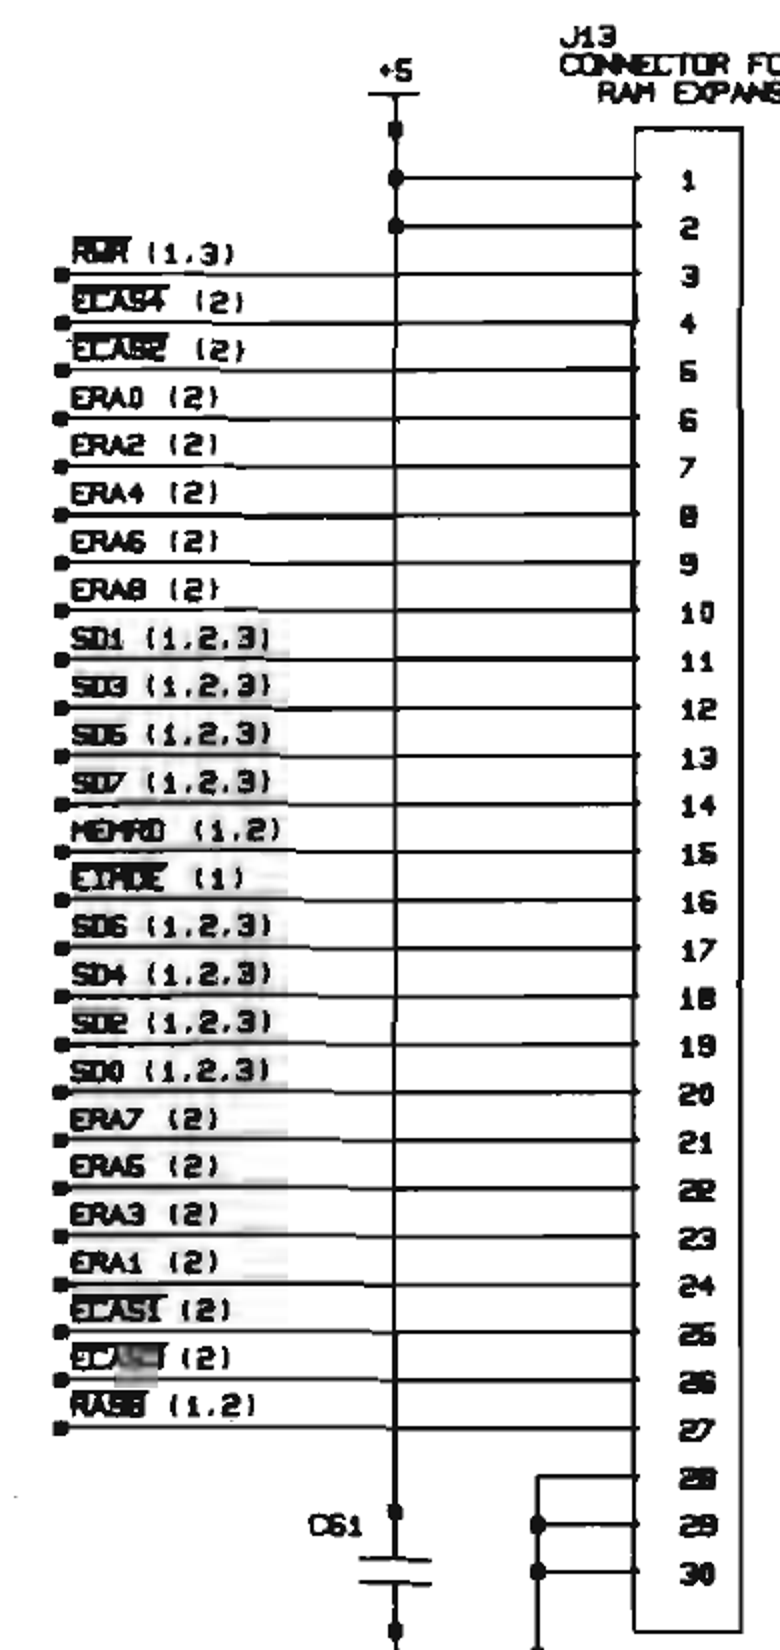 J13
CONNECTOR FO
RAM EXPANS
+5
1
2
RWR (1,3)
3
ECAS4 (2)
4
ECAS2 (2)
5
ERA0 (2)
6
ERA2 (2)
7
ERA4 (2)
8
ERA6 (2)
9
ERA8 (2)
10
SD1 (1,2,3)
11
SD3 (1,2,3)
12
SD5 (1,2,3)
13
SD7 (1,2,3)
14
MEMRD (1,2)
15
(1)
16
SD6 (1,2,3)
17
SD4 (1,2,3)
18
SD2 (1,2,3)
19
SD0 (1,2,3)
20
ERA7 (2)
21
ERA5 (2)
22
ERA3 (2)
23
ERA1 (2)
24
ECAS1 (2)
25
(2)
26
(1,2)
27
28
C61
29
30